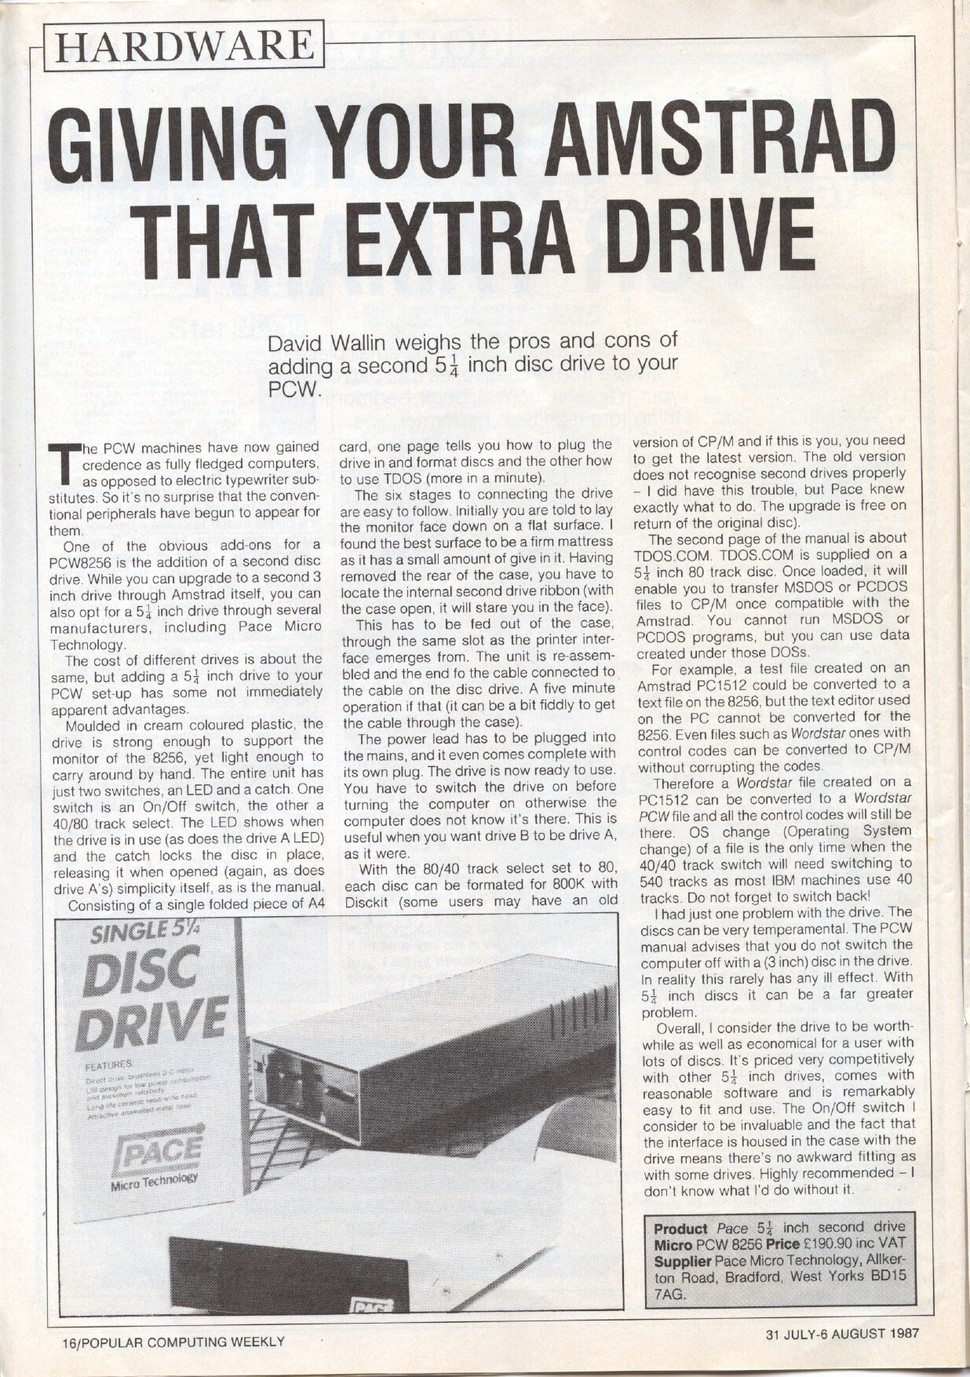 HARDWARE
GIVING YOUR AMSTRAD
THAT EXTRA DRIVE
David Wallin weighs the pros and cons of
adding a second 5¼ inch disc drive to your
PCW.
The PCW machines have now gained
credence as fully fledged computers,
as opposed to electric typewriter sub-
stitutes. So it's no surprise that the conven-
tional peripherals have begun to appear for
them.
One of the obvious add-ons for a
PCW8256 is the addition of a second disc
drive. While you can upgrade to a second 3
inch drive through Amstrad itself, you can
also opt for a 5¼ inch drive through several
manufacturers, including Pace Micro
Technology.
The cost of different drives is about the
same, but adding a 5¼ inch drive to your
PCW set-up has some not immediately
apparent advantages.
Moulded in cream coloured plastic, the
drive is strong enough to support the
monitor of the 8256, yet light enough to
carry around by hand. The entire unit has
just two switches, an LED and a catch. One
switch is an On/Off switch, the other a
40/80 track select. The LED shows when
the drive is in use (as does the drive A LED)
and the catch locks the disc in place,
releasing it when opened (again, as does
drive A's) simplicity itself, as is the manual.
Consisting of a single folded piece of A4
card, one page tells you how to plug the
drive in and format discs and the other how
to use TDOS (more in a minute).
The six stages to connecting the drive
are easy to follow. Initially you are told to lay
the monitor face down on a flat surface. I
found the best surface to be a firm mattress
as it has a small amount of give in it. Having
removed the rear of the case, you have to
locate the internal second drive ribbon (with
the case open, it will stare you in the face).
This has to be fed out of the case,
through the same slot as the printer inter-
face emerges from. The unit is re-assem-
bled and the end fo the cable connected to
the cable on the disc drive. A five minute
operation if that (it can be a bit fiddly to get
the cable through the case).
The power lead has to be plugged into
the mains, and it even comes complete with
its own plug. The drive is now ready to use.
You have to switch the drive on before
turning the computer on otherwise the
computer does not know it's there. This is
useful when you want drive B to be drive A,
as it were.
With the 80/40 track select set to 80,
each disc can be formated for 800K with
Disckit (some users may have an old
version of CP/M and if this is you, you need
to get the latest version. The old version
does not recognise second drives properly
– I did have this trouble, but Pace knew
exactly what to do. The upgrade is free on
return of the original disc).
The second page of the manual is about
TDOS.COM. TDOS.COM is supplied on a
5¼ inch 80 track disc. Once loaded, it will
enable you to transfer MSDOS or PCDOS
files to CP/M once compatible with the
Amstrad. You cannot run MSDOS or
PCDOS programs, but you can use data
created under those DOSs.
For example, a test file created on an
Amstrad PC1512 could be converted to a
text file on the 8256, but the text editor used
on the PC cannot be converted for the
8256. Even files such as Wordstar ones with
control codes can be converted to CP/M
without corrupting the codes.
Therefore a Wordstar file created on a
PC1512 can be converted to a Wordstar
PCW file and all the control codes will still be
there. OS change (Operating System
change) of a file is the only time when the
40/40 track switch will need switching to
540 tracks as most IBM machines use 40
tracks. Do not forget to switch back!
I had just one problem with the drive. The
discs can be very temperamental. The PCW
manual advises that you do not switch the
computer off with a (3 inch) disc in the drive.
In reality this rarely has any ill effect. With
5¼ inch discs it can be a far greater
problem.
Overall, I consider the drive to be worth-
while as well as economical for a user with
lots of discs. It's priced very competitively
with other 5¼ inch drives, comes with
reasonable software and is remarkably
easy to fit and use. The On/Off switch I
consider to be invaluable and the fact that
the interface is housed in the case with the
drive means there's no awkward fitting as
with some drives. Highly recommended – I
don't know what I'd do without it.
SINGLE 5¼
DISC
DRIVE
FEATURES:
Direct drive, brushless D.C. motor
LSI design for low power consumption
and maximum reliability
Long life ceramic read/write head
Attractive enamelled metal case
PACE
Micro Technology
PACE
Product Pace 5¼ inch second drive
Micro PCW 8256 Price £190.90 inc VAT
Supplier Pace Micro Technology, Allker-
ton Road, Bradford, West Yorks BD15
7AG.
16/POPULAR COMPUTING WEEKLY
31 JULY-6 AUGUST 1987